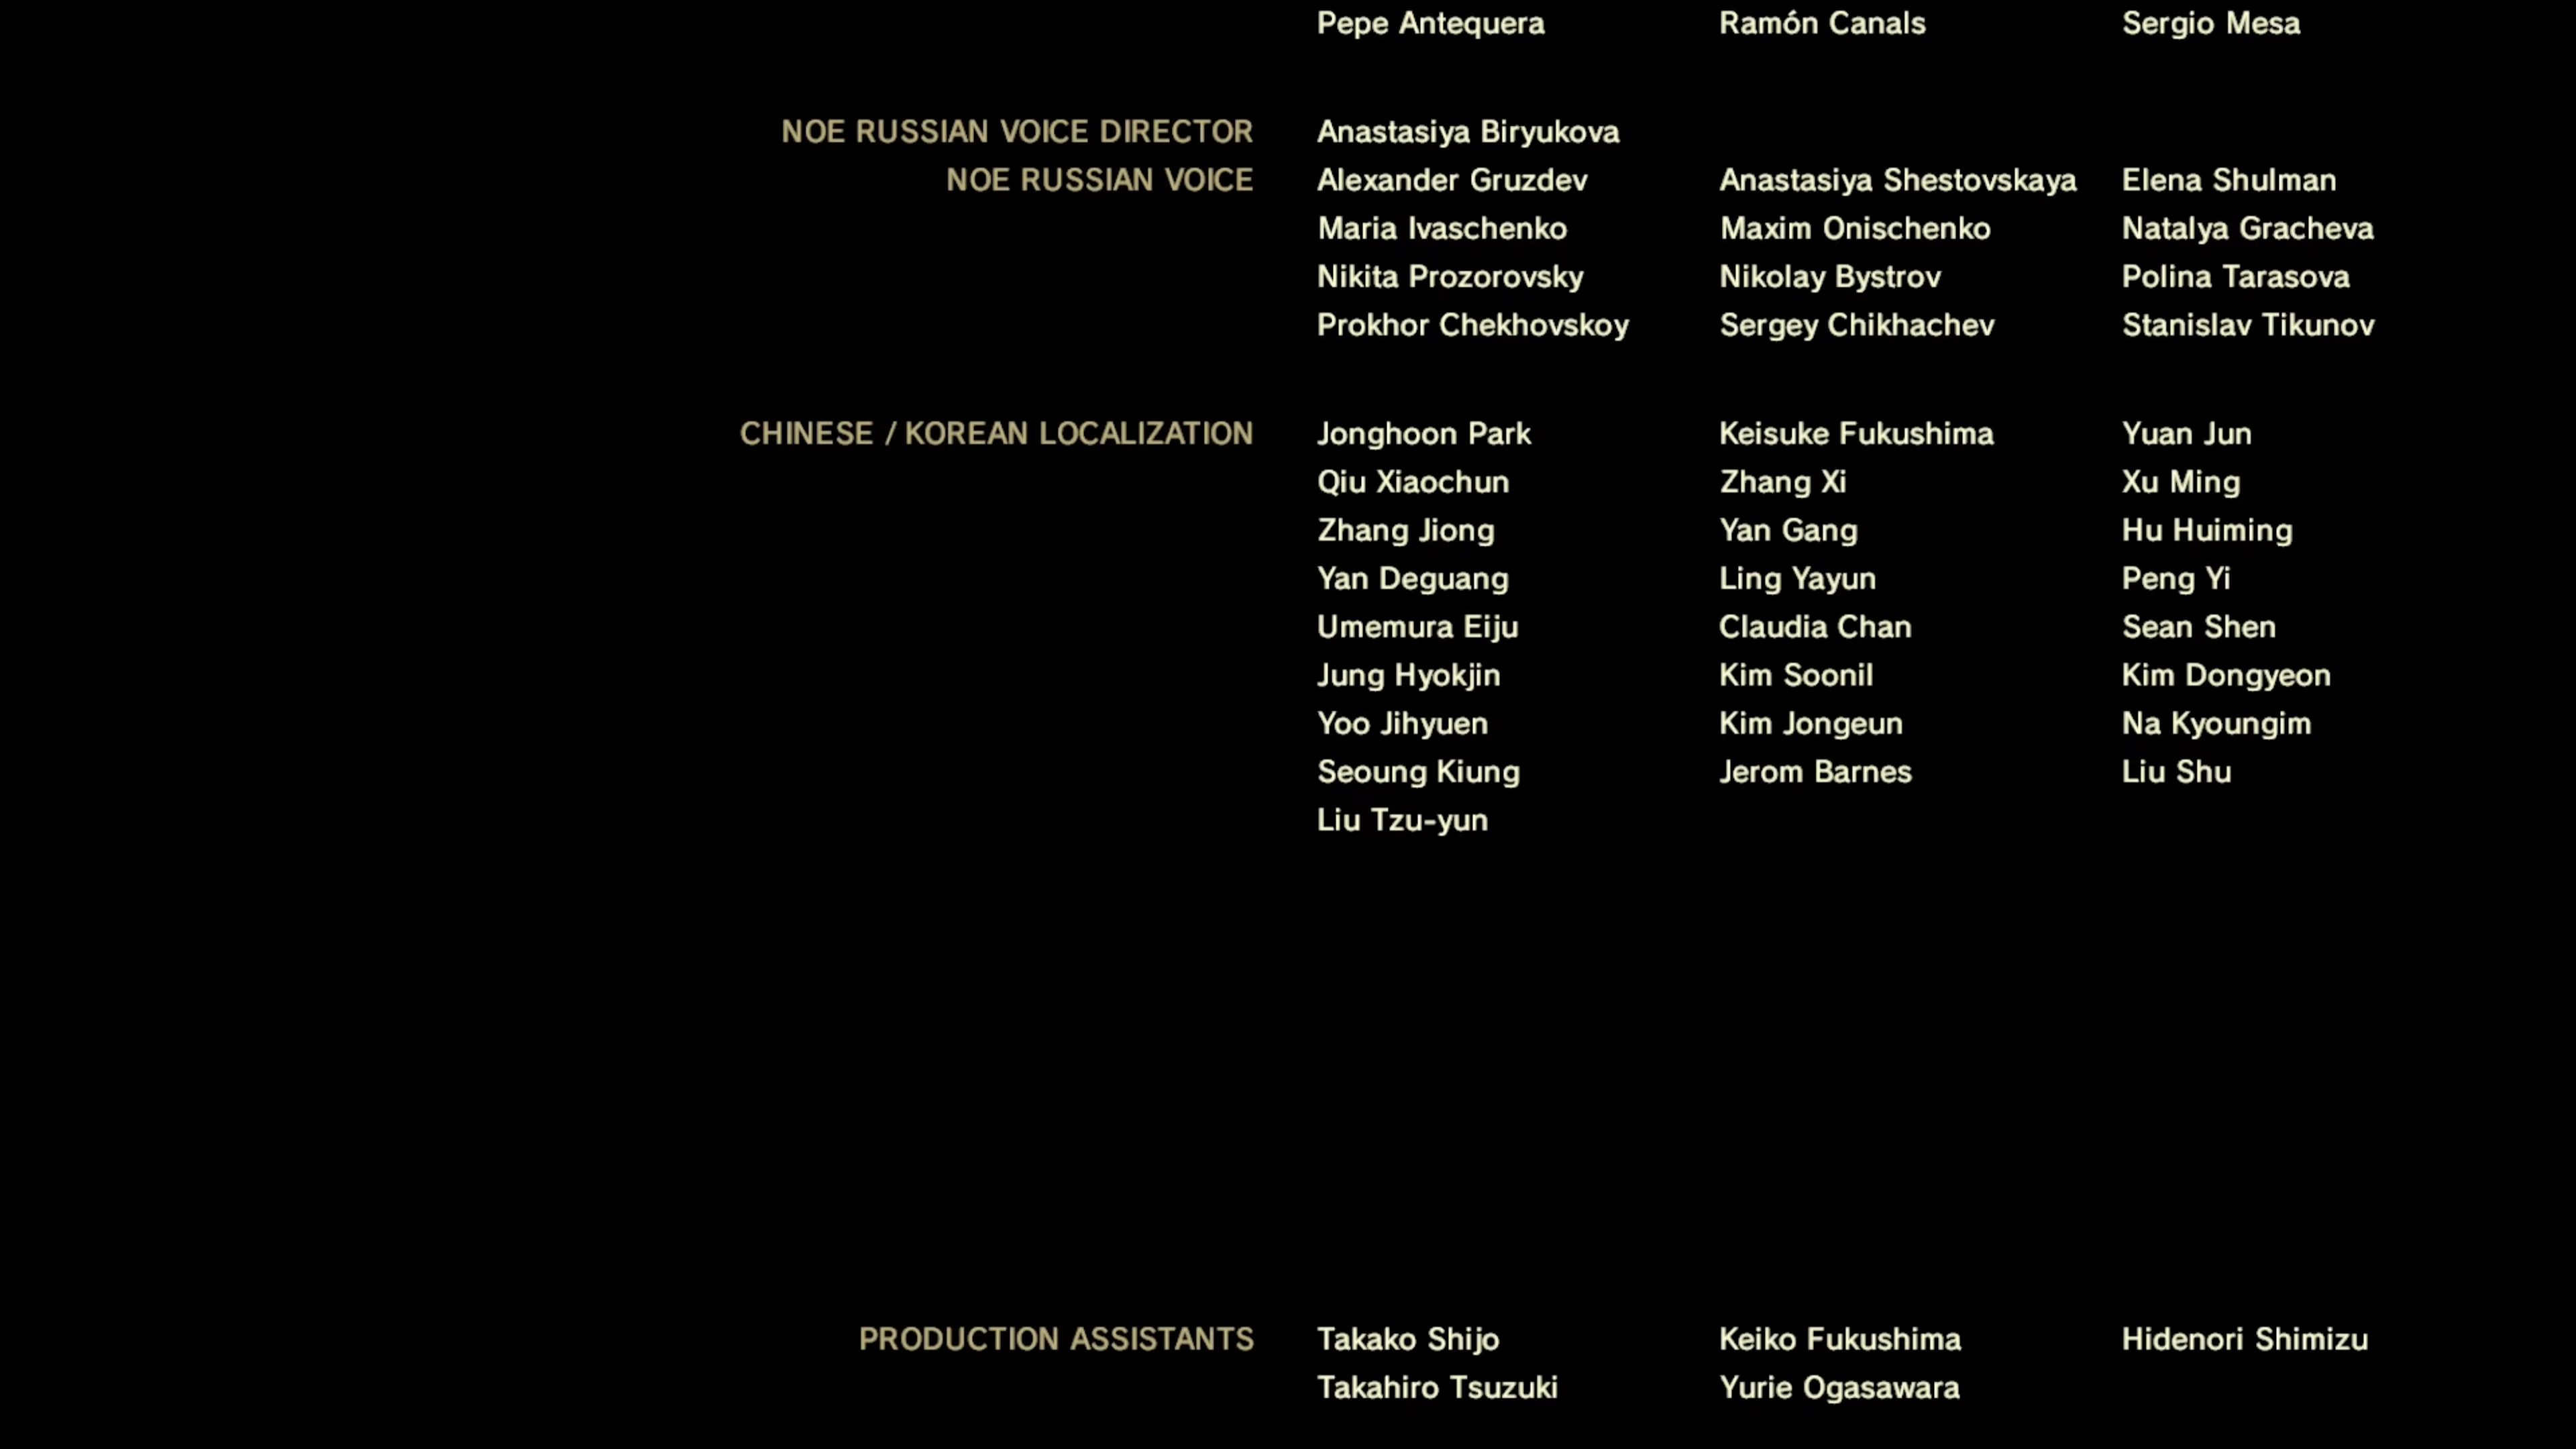 Pepe Antequera Ramón Canals Sergio Mesa
NOE RUSSIAN VOICE DIRECTOR Anastasiya Biryukova
NOE RUSSIAN VOICE Alexander Gruzdev Anastasiya Shestovskaya Elena Shulman
Maria Ivaschenko Maxim Onischenko Natalya Gracheva
Nikita Prozorovsky Nikolay Bystrov Polina Tarasova
Prokhor Chekhovskoy Sergey Chikhachev Stanislav Tikunov
CHINESE / KOREAN LOCALIZATION Jonghoon Park Keisuke Fukushima Yuan Jun
Qiu Xiaochun Zhang Xi Xu Ming
Zhang Jiong Yan Gang Hu Huiming
Yan Deguang Ling Yayun Peng Yi
Umemura Eiju Claudia Chan Sean Shen
Jung Hyokjin Kim Soonil Kim Dongyeon
Yoo Jihyuen Kim Jongeun Na Kyoungim
Seoung Kiung Jerom Barnes Liu Shu
Liu Tzu-yun
PRODUCTION ASSISTANTS Takako Shijo Keiko Fukushima Hidenori Shimizu
Takahiro Tsuzuki Yurie Ogasawara